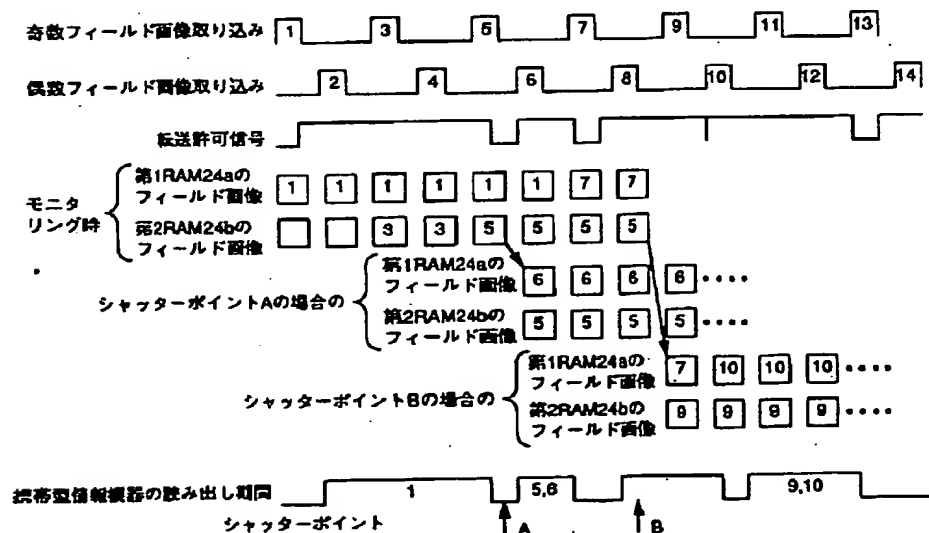 奇数フィールド画像取り込み 1 3 5 7 9 11 13
偶数フィールド画像取り込み 2 4 6 8 10 12 14
転送許可信号
モニタ
リング時
第1RAM24aの
フィールド画像 1 1 1 1 1 1 7 7
第2RAM24bの
フィールド画像 3 3 5 5 5 5
シャッターポイントAの場合の
第1RAM24aの
フィールド画像 6 6 6 6 ····
第2RAM24bの
フィールド画像 5 5 5 5 ····
シャッターポイントBの場合の
第1RAM24aの
フィールド画像 7 10 10 10 ····
第2RAM24bの
フィールド画像 9 9 9 9 ····
携帯型情報機器の読み出し期間 1 5,6 9,10
シャッターポイント A B